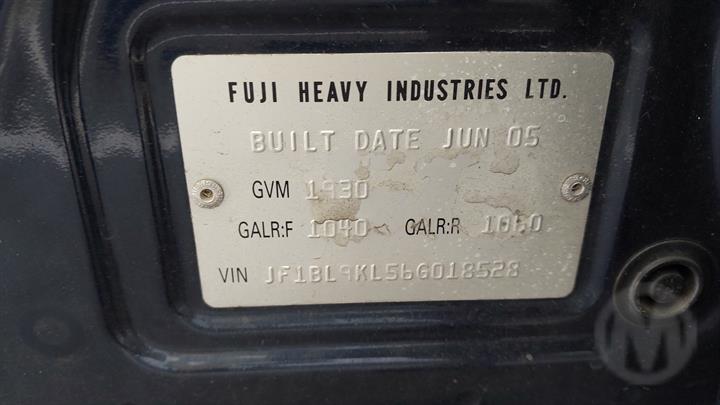 FUJI HEAVY INDUSTRIES LTD.
BUILT DATE JUN 05
GVM 1930
GALR:F 1040 GALR:R 1060
VIN JF1BL9KL56G018528
M